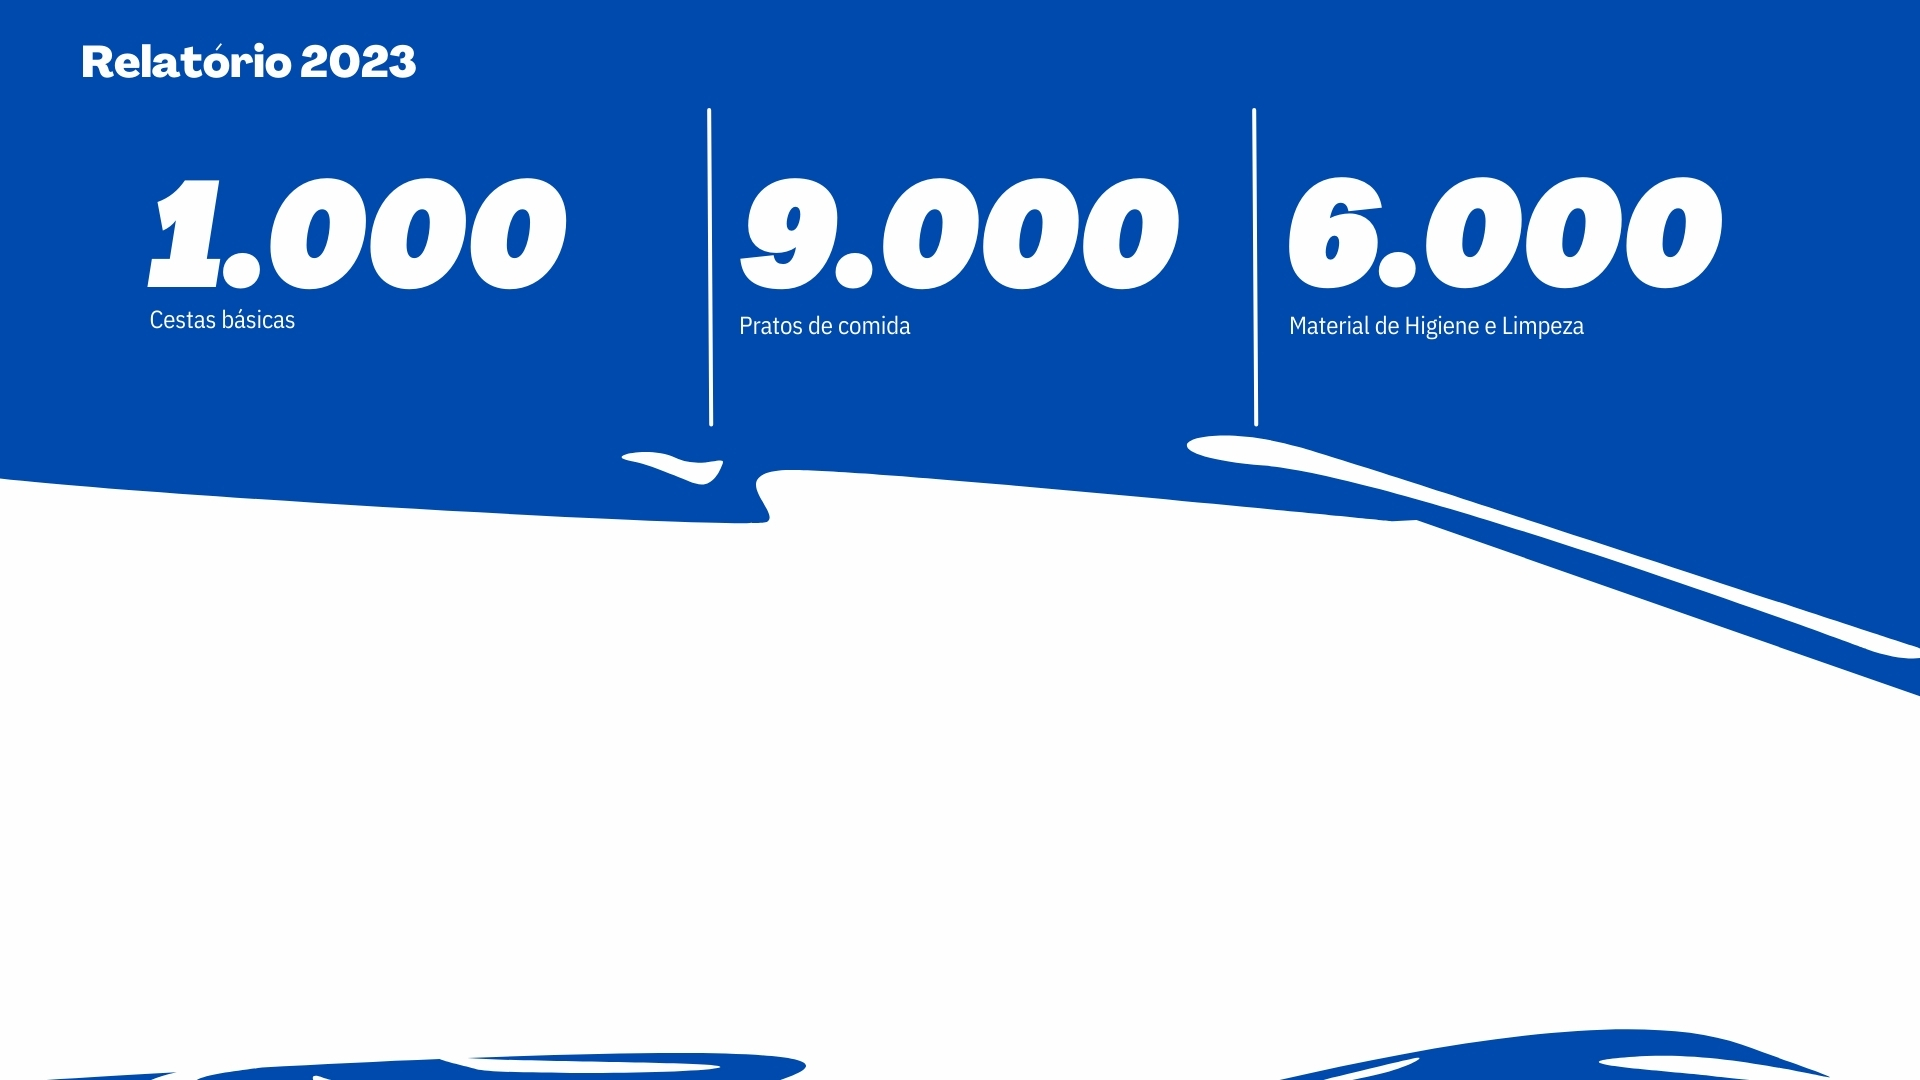 Relatório 2023
1.000
Cestas básicas
9.000
Pratos de comida
6.000
Material de Higiene e Limpeza